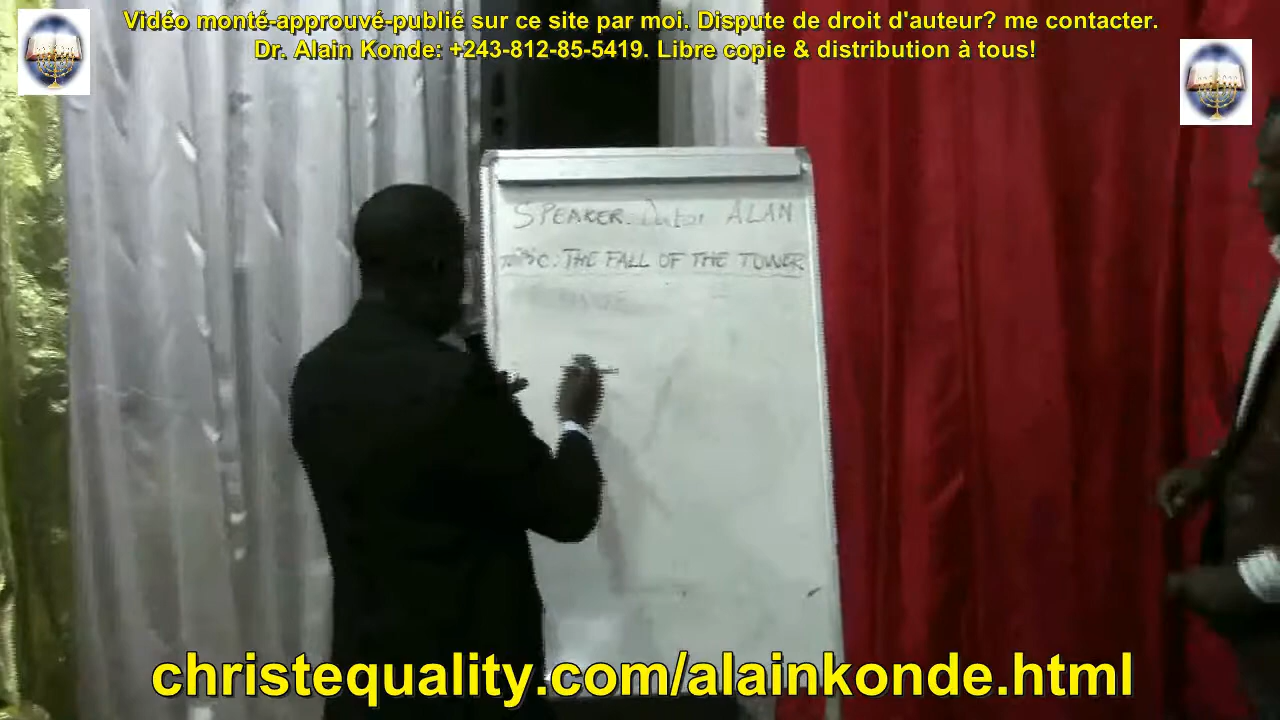 Vidéo monté-approuvé-publié sur ce site par moi. Dispute de droit d'auteur? me contacter.
Dr. Alain Konde: +243-812-85-5419. Libre copie & distribution à tous!
SPEAKER. ALAN
TOPIC: THE FALL OF THE TOWER
christequality.com/alainkonde.html